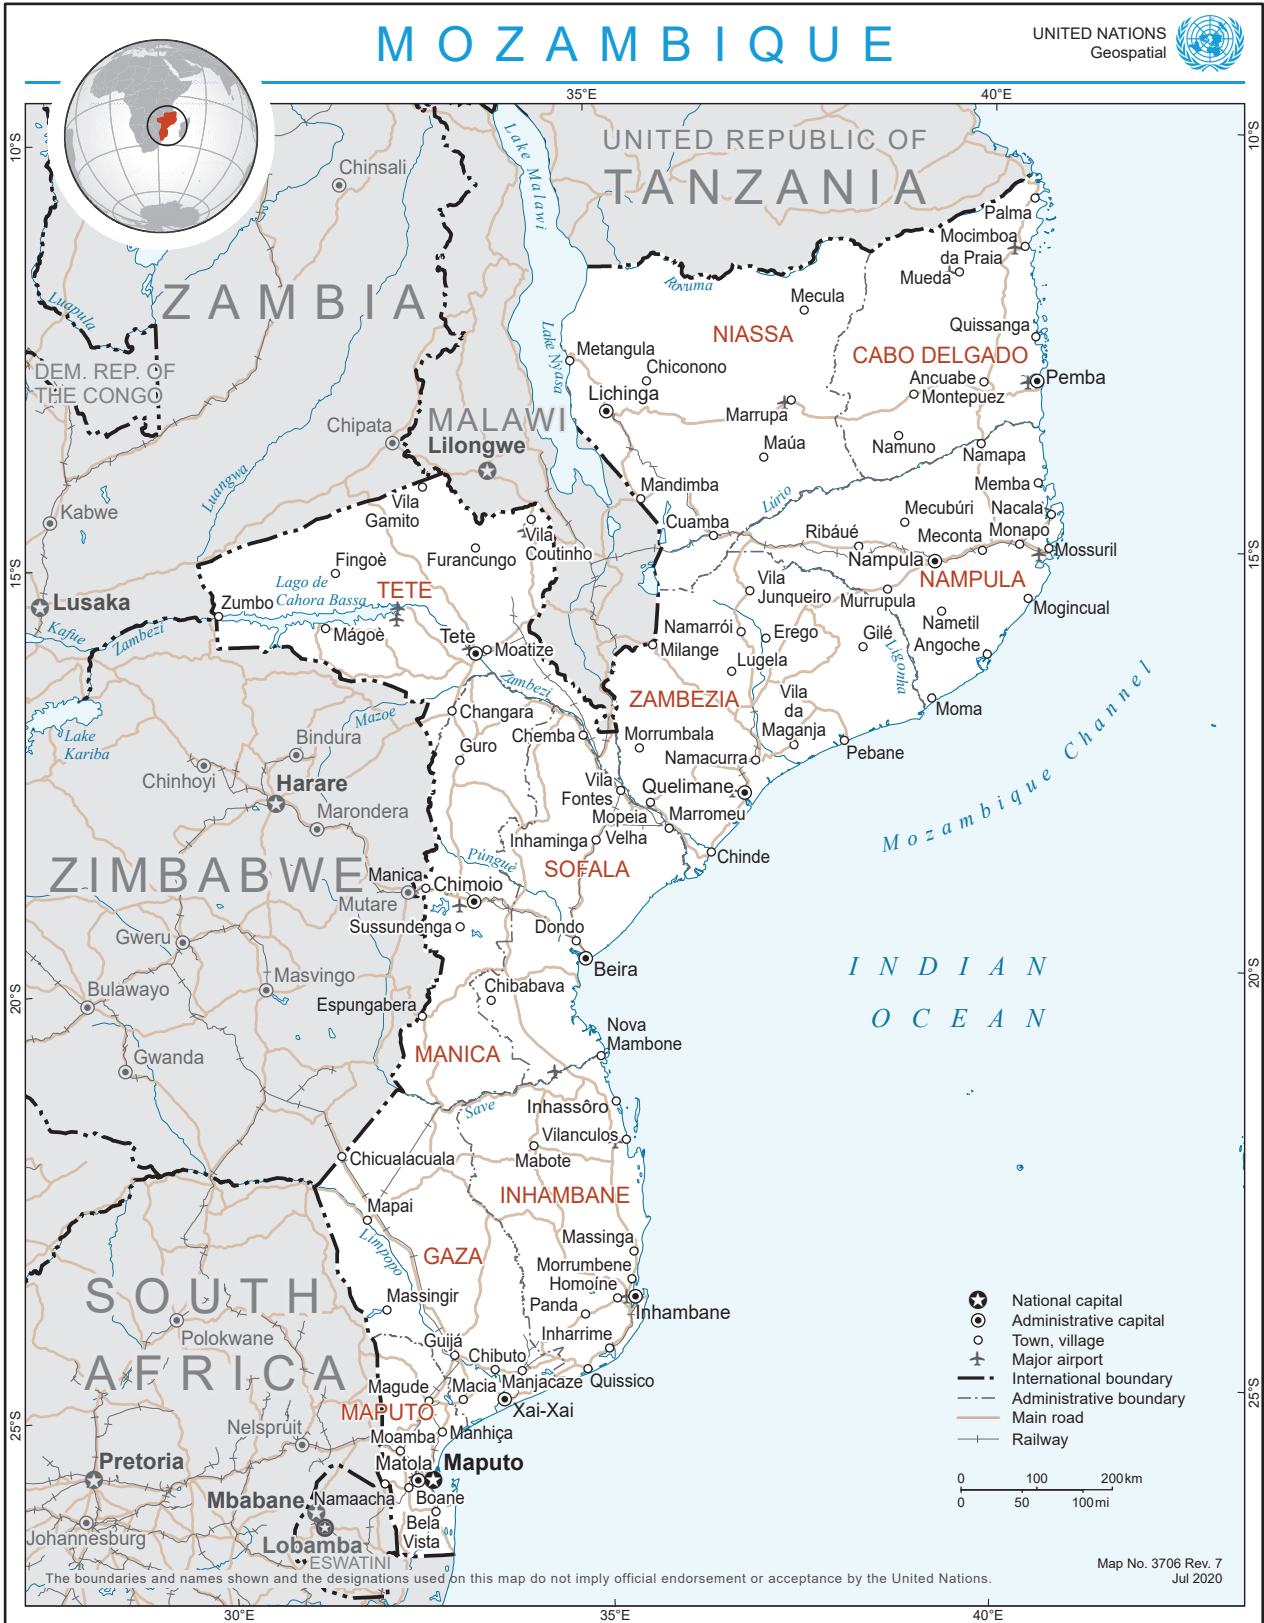 MOZAMBIQUE
UNITED NATIONS
Geospatial
35°E
40°E
10°S
10°S
UNITED REPUBLIC OF
TANZANIA
Lake Malawi
Chinsali
Palma
Mocimboa
da Praia
Mueda
Rovuma
Mecula
ZAMBIA
Luapula
NIASSA
Quissanga
Lake Nyasa
Metangula
CABO DELGADO
DEM. REP. OF
THE CONGO
Chiconono
Ancuabe
Pemba
Lichinga
Montepuez
Marrupa
MALAWI
Chipata
Lilongwe
Maúa
Namuno
Namapa
Luangwa
Vila
Gamito
Mandimba
Lúrio
Memba
Kabwe
Cuamba
Mecubúri
Nacala
Vila
Coutinho
Ribáué
Meconta
Monapo
Mossuril
15°S
15°S
Fingoè
Furancungo
Nampula
NAMPULA
Lago de
Cahora Bassa
TETE
Vila
Junqueiro
Murrupula
Lusaka
Zumbo
Mogincual
Kafue
Zambezi
Mágoè
Tete
Moatize
Namarrói
Erego
Gilé
Nametil
Angoche
Milange
Lugela
Ligonha
Zambezi
ZAMBEZIA
Vila
da
Maganja
Moma
Mazoe
Changara
Chemba
Morrumbala
Pebane
Lake
Kariba
Bindura
Guro
Namacurra
Mozambique Channel
Chinhoyi
Harare
Vila
Fontes
Quelimane
Marondera
Mopeia
Velha
Marromeu
Inhaminga
Chinde
ZIMBABWE
Púnguè
SOFALA
Manica
Chimoio
Mutare
Sussundenga
Dondo
Gweru
Beira
INDIAN
OCEAN
Masvingo
Bulawayo
Chibabava
Espungabera
20°S
20°S
Nova
Mambone
Gwanda
MANICA
Save
Inhassôro
Vilanculos
Chicualacuala
Mabote
INHAMBANE
Mapai
Limpopo
GAZA
Massinga
Morrumbene
Homoíne
SOUTH
AFRICA
Massingir
Panda
Inhambane
Polokwane
Guijá
Inharrime
Chibuto
Magude
Macia
Manjacaze
Quissico
MAPUTO
Xai-Xai
Nelspruit
Moamba
Manhiça
25°S
25°S
Pretoria
Matola
Maputo
Mbabane
Namaacha
Boane
Johannesburg
Bela
Vista
Lobamba
ESWATINI
National capital
Administrative capital
Town, village
Major airport
International boundary
Administrative boundary
Main road
Railway
0 100 200 km
0 50 100 mi
Map No. 3706 Rev. 7
Jul 2020
The boundaries and names shown and the designations used on this map do not imply official endorsement or acceptance by the United Nations.
30°E
35°E
40°E